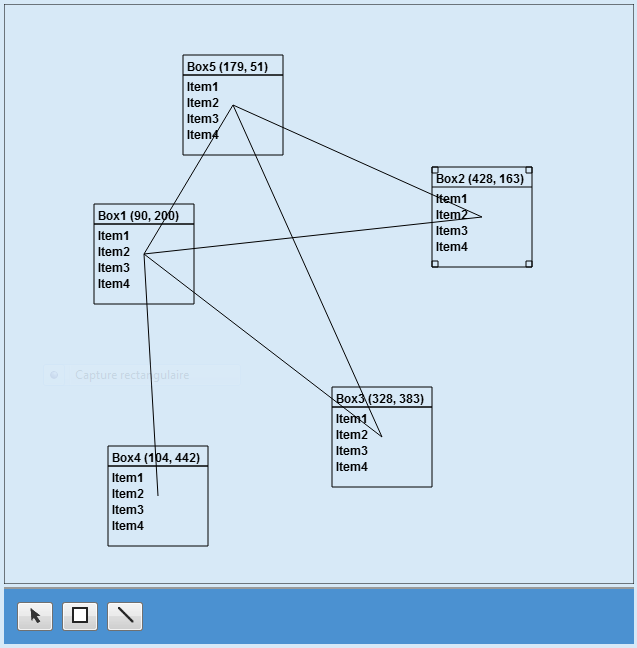 Box5 (179, 51)
Item1
Item2
Item3
Item4
Box2 (428, 163)
Item1
Item2
Item3
Item4
Box1 (90, 200)
Item1
Item2
Item3
Item4
Capture rectangulaire
Box3 (328, 383)
Item1
Item2
Item3
Item4
Box4 (104, 442)
Item1
Item2
Item3
Item4